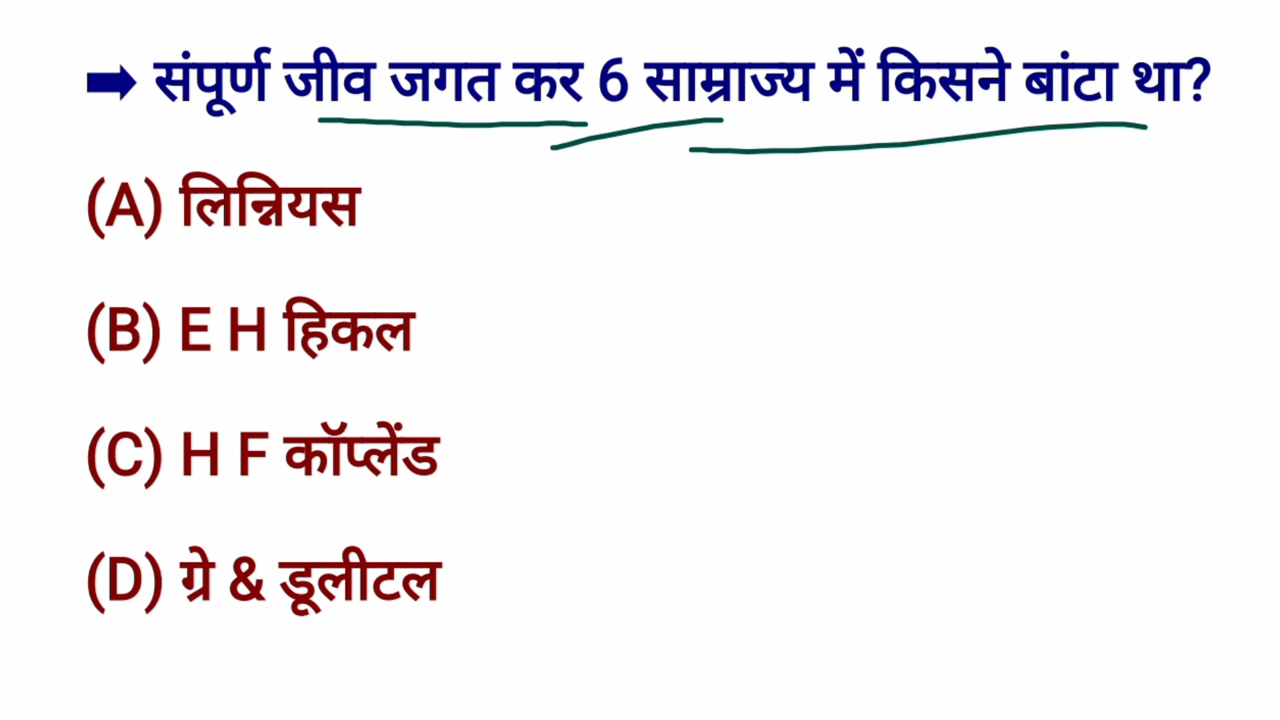 ➡ संपूर्ण जीव जगत कर 6 साम्राज्य में किसने बांटा था?
(A) लिन्नियस
(B) E H हिकल
(C) H F कॉप्लेंड
(D) ग्रे & डूलीटल